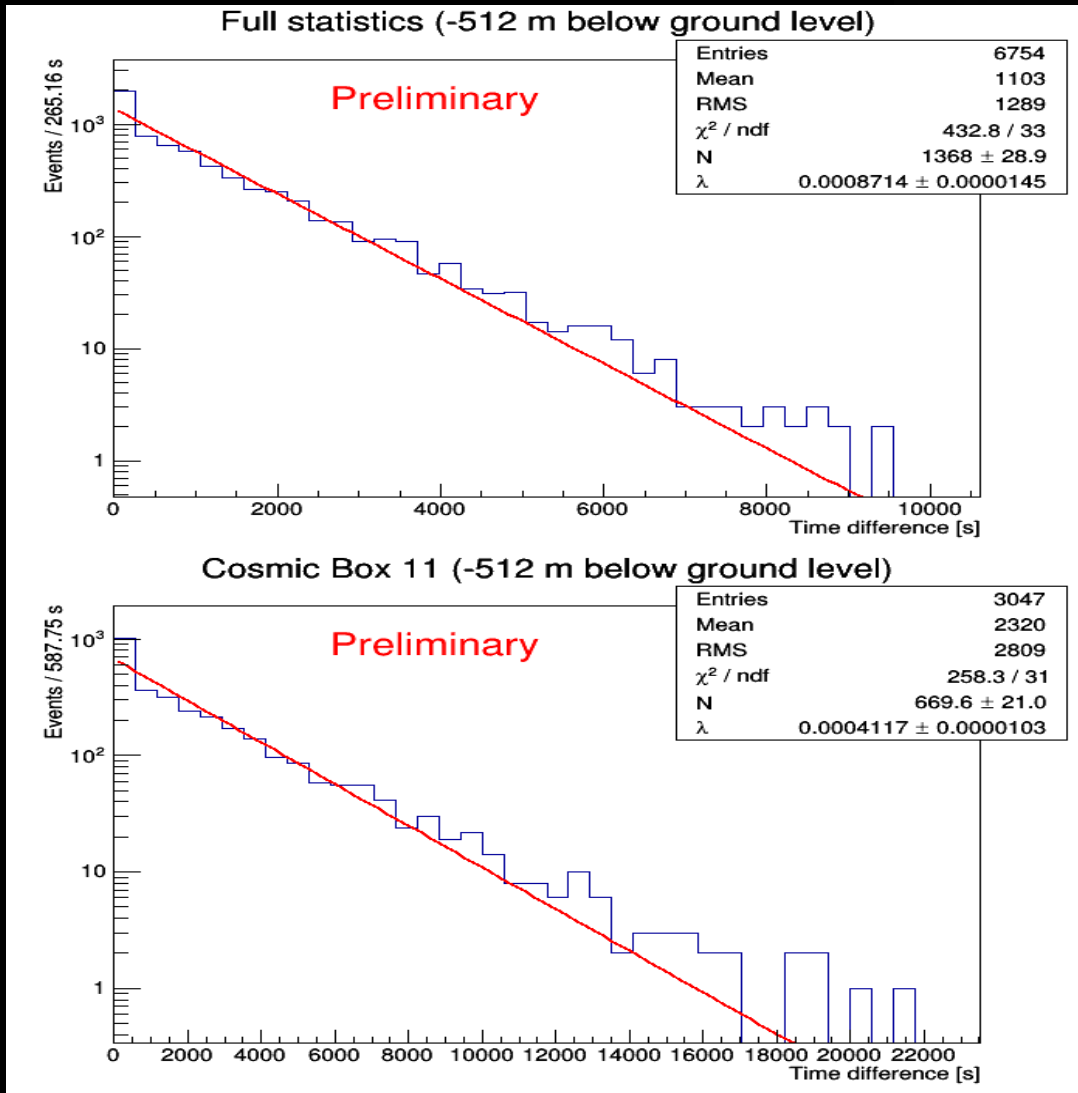 Full statistics (-512 m below ground level)
Events / 265.16 s
Preliminary
Entries 6754
Mean 1103
RMS 1289
χ² / ndf 432.8 / 33
N 1368 ± 28.9
λ 0.0008714 ± 0.0000145
10³
10²
10
1
0 2000 4000 6000 8000 10000
Time difference [s]
Cosmic Box 11 (-512 m below ground level)
Events / 587.75 s
Preliminary
Entries 3047
Mean 2320
RMS 2809
χ² / ndf 258.3 / 31
N 669.6 ± 21.0
λ 0.0004117 ± 0.0000103
10³
10²
10
1
0 2000 4000 6000 8000 10000 12000 14000 16000 18000 20000 22000
Time difference [s]